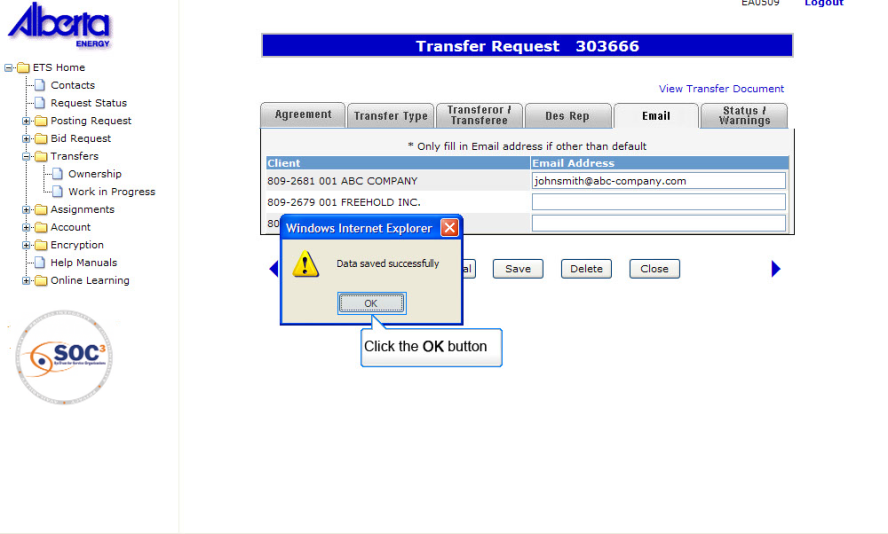 EA0509 Logout
Alberta
ENERGY
Transfer Request 303666
ETS Home
Contacts
Request Status
Posting Request
Bid Request
Transfers
Ownership
Work in Progress
Assignments
Account
Encryption
Help Manuals
Online Learning
SOC3
View Transfer Document
Agreement
Transfer Type
Transferor /
Transferee
Des Rep
Email
Status /
Warnings
* Only fill in Email address if other than default
Client Email Address
809-2681 001 ABC COMPANY johnsmith@abc-company.com
809-2679 001 FREEHOLD INC.
80
Windows Internet Explorer
Data saved successfully
OK
al Save Delete Close
Click the OK button